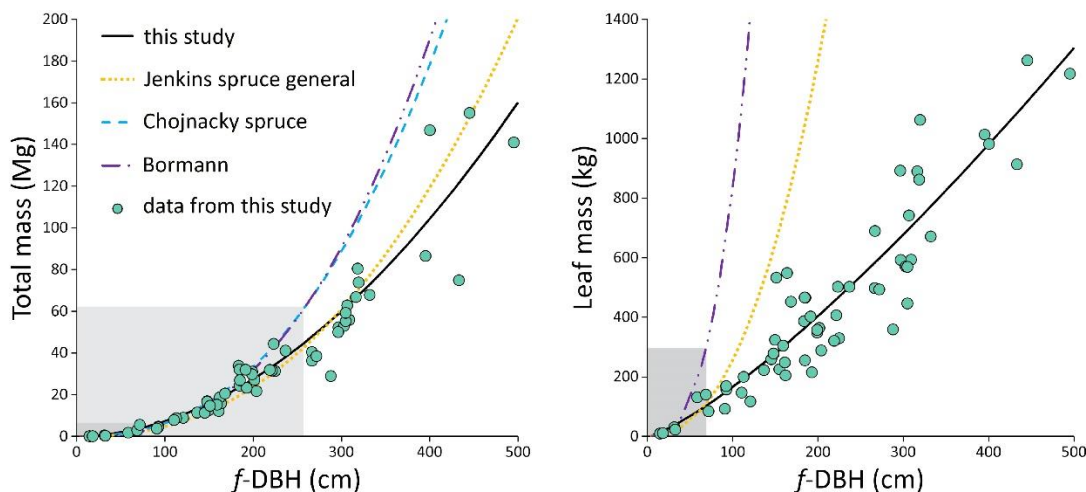 Total mass (Mg)
200
180
160
140
120
100
80
60
40
20
0
this study
Jenkins spruce general
Chojnacky spruce
Bormann
data from this study
0 100 200 300 400 500
f-DBH (cm)
Leaf mass (kg)
1400
1200
1000
800
600
400
200
0
0 100 200 300 400 500
f-DBH (cm)